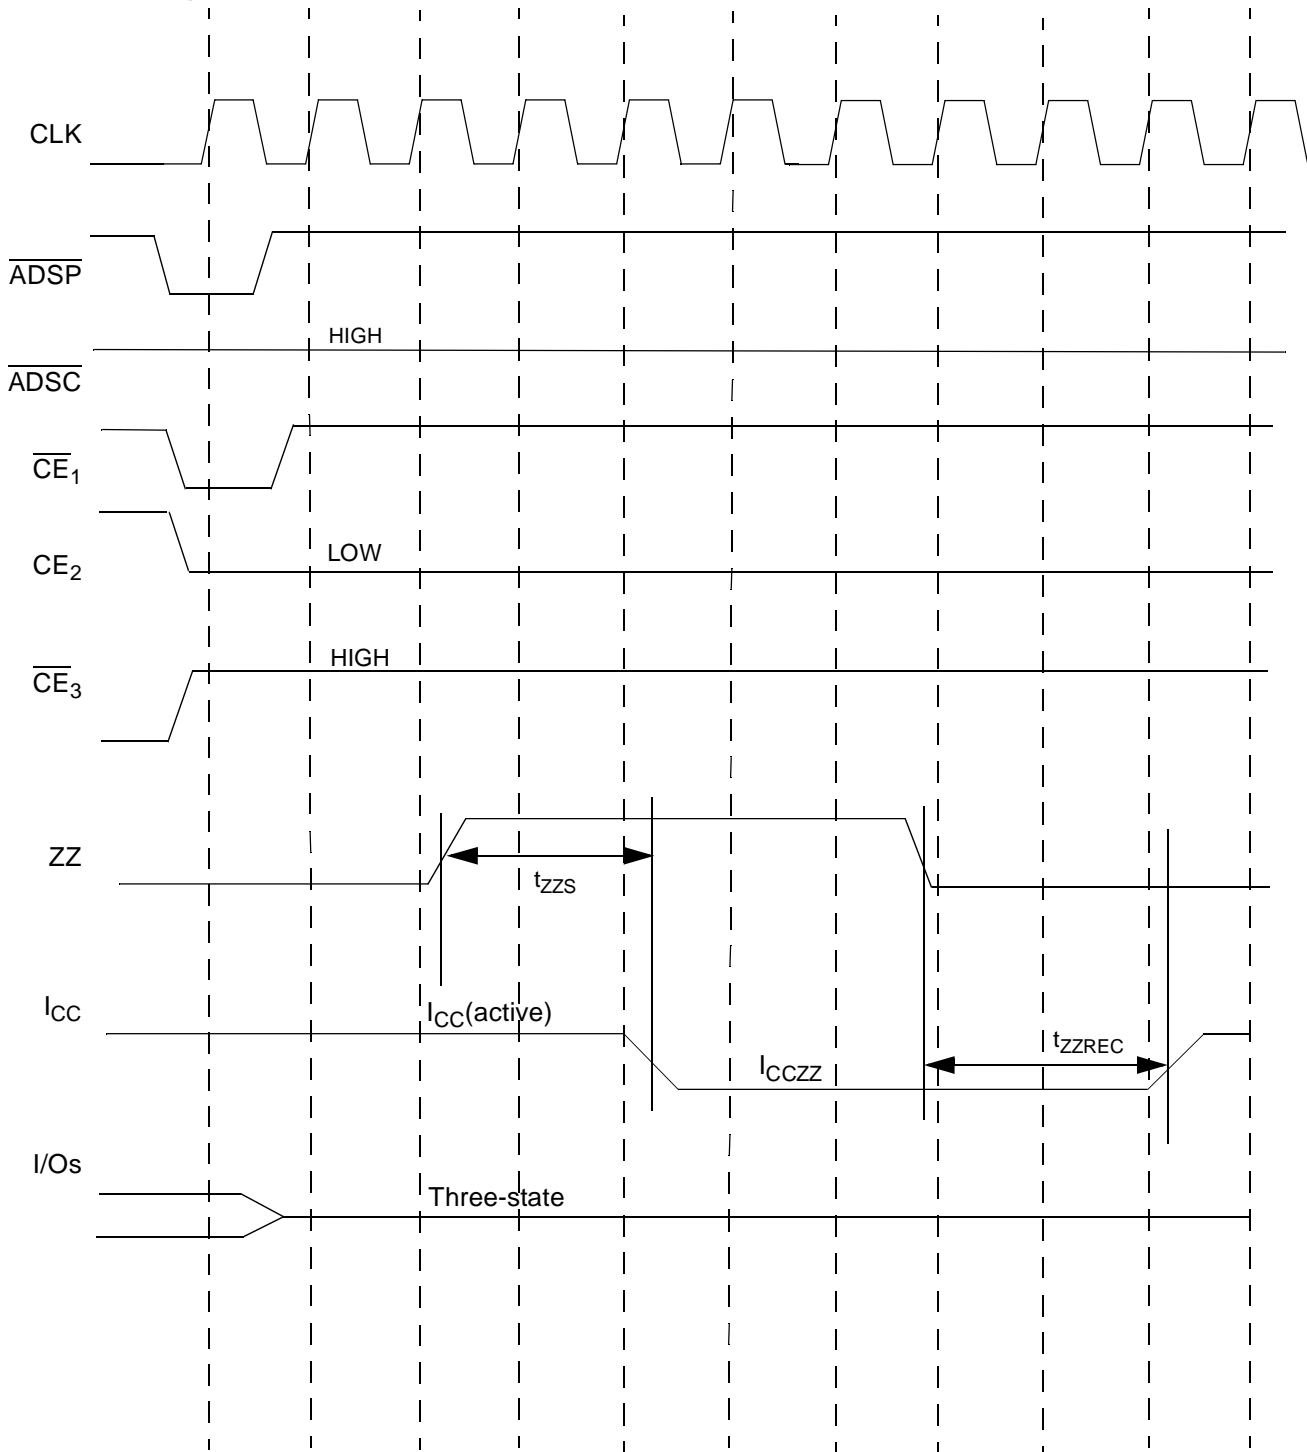 CLK
ADSP
HIGH
ADSC
CE1
LOW
CE2
HIGH
CE3
ZZ
tZZS
ICC
ICC(active)
tZZREC
ICCZZ
I/Os
Three-state